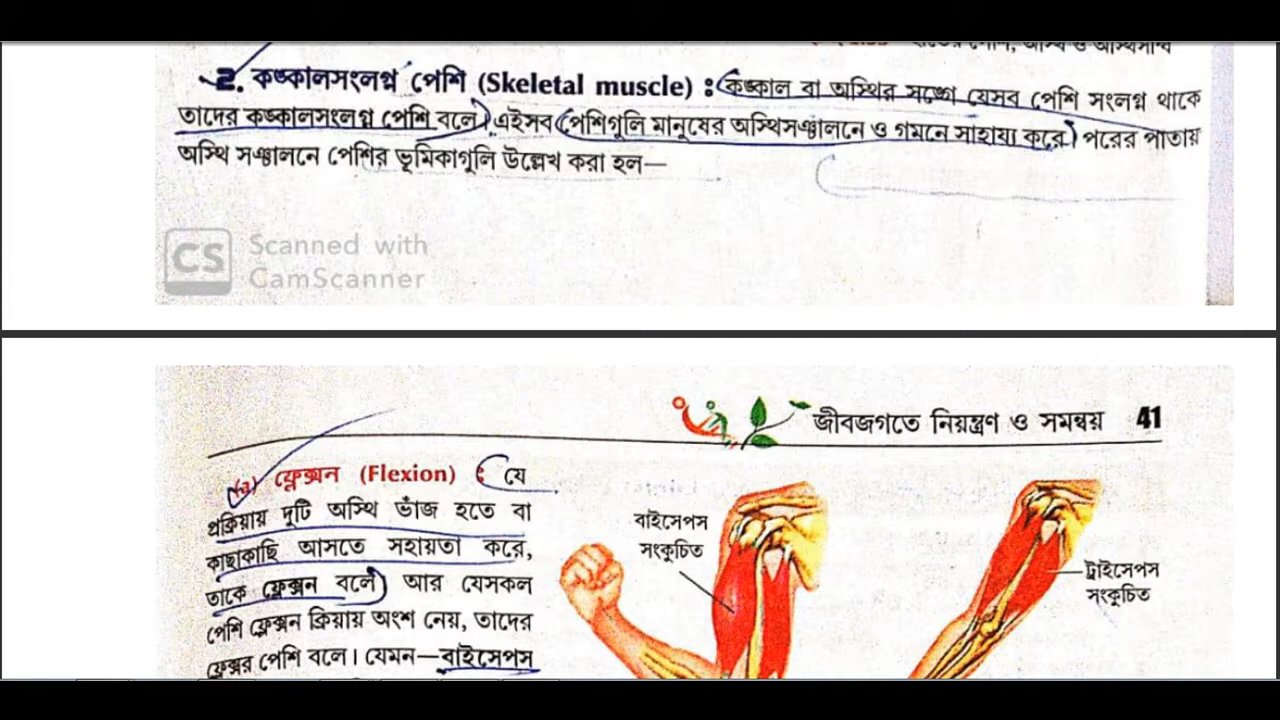 2. কঙ্কালসংলগ্ন পেশি (Skeletal muscle) : কঙ্কাল বা অস্থির সঙ্গে যেসব পেশি সংলগ্ন থাকে
তাদের কঙ্কালসংলগ্ন পেশি বলে। এইসব পেশিগুলি মানুষের অস্থিসঞ্চালনে ও গমনে সাহায্য করে। পরের পাতায়
অস্থি সঞ্চালনে পেশির ভূমিকাগুলি উল্লেখ করা হল—
CS Scanned with
CamScanner
জীবজগতে নিয়ন্ত্রণ ও সমন্বয় 41
(a) ফ্লেক্সন (Flexion) : যে
প্রক্রিয়ায় দুটি অস্থি ভাঁজ হতে বা
কাছাকাছি আসতে সহায়তা করে,
তাকে ফ্লেক্সন বলে। আর যেসকল
পেশি ফ্লেক্সন ক্রিয়ায় অংশ নেয়, তাদের
ফ্লেক্সর পেশি বলে। যেমন—বাইসেপস
বাইসেপস
সংকুচিত
ট্রাইসেপস
সংকুচিত